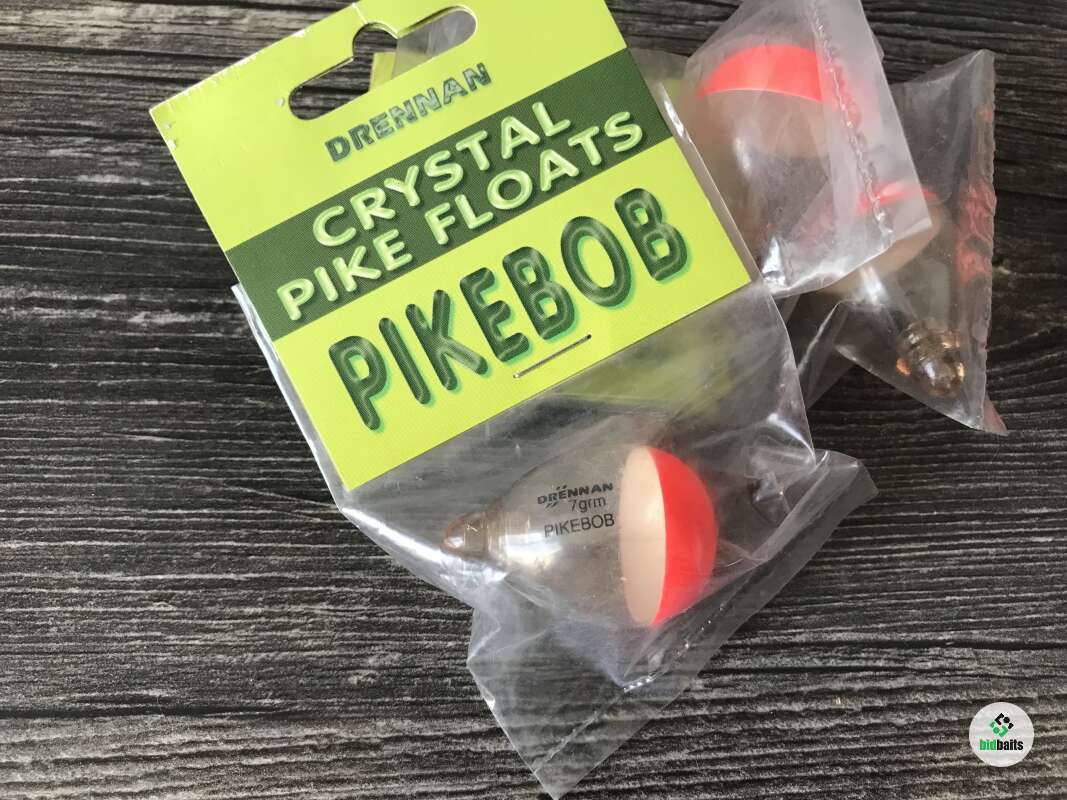 DRENNAN
CRYSTAL
PIKE FLOATS
PIKEBOB
DRENNAN
7grm
PIKEBOB
bidbaits